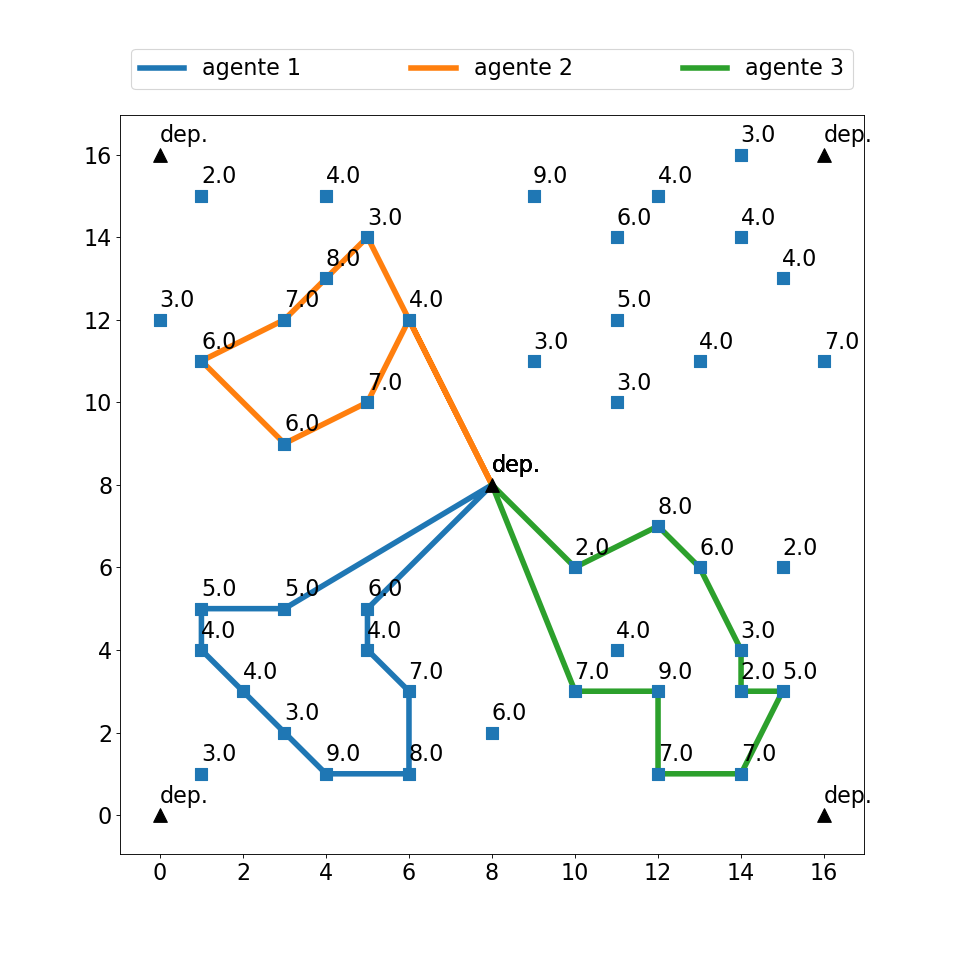 agente 1 agente 2 agente 3
dep. 3.0 dep.
16
2.0 4.0 9.0 4.0
3.0 6.0 4.0
14
8.0 4.0
3.0 7.0 4.0 5.0
12
6.0 3.0 4.0 7.0
7.0 3.0
10
6.0
dep.
8
8.0
2.0 6.0 2.0
6
5.0 5.0 6.0
4.0 4.0 4.0 3.0
4
4.0 7.0 7.0 9.0 2.0 5.0
3.0 6.0
2
3.0 9.0 8.0 7.0 7.0
dep. dep.
0
0 2 4 6 8 10 12 14 16